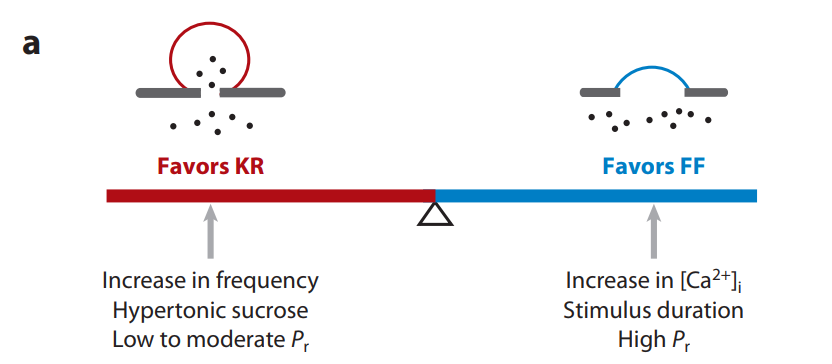 a
Favors KR
Favors FF
Increase in frequency
Hypertonic sucrose
Low to moderate Pr
Increase in [Ca2+]i
Stimulus duration
High Pr